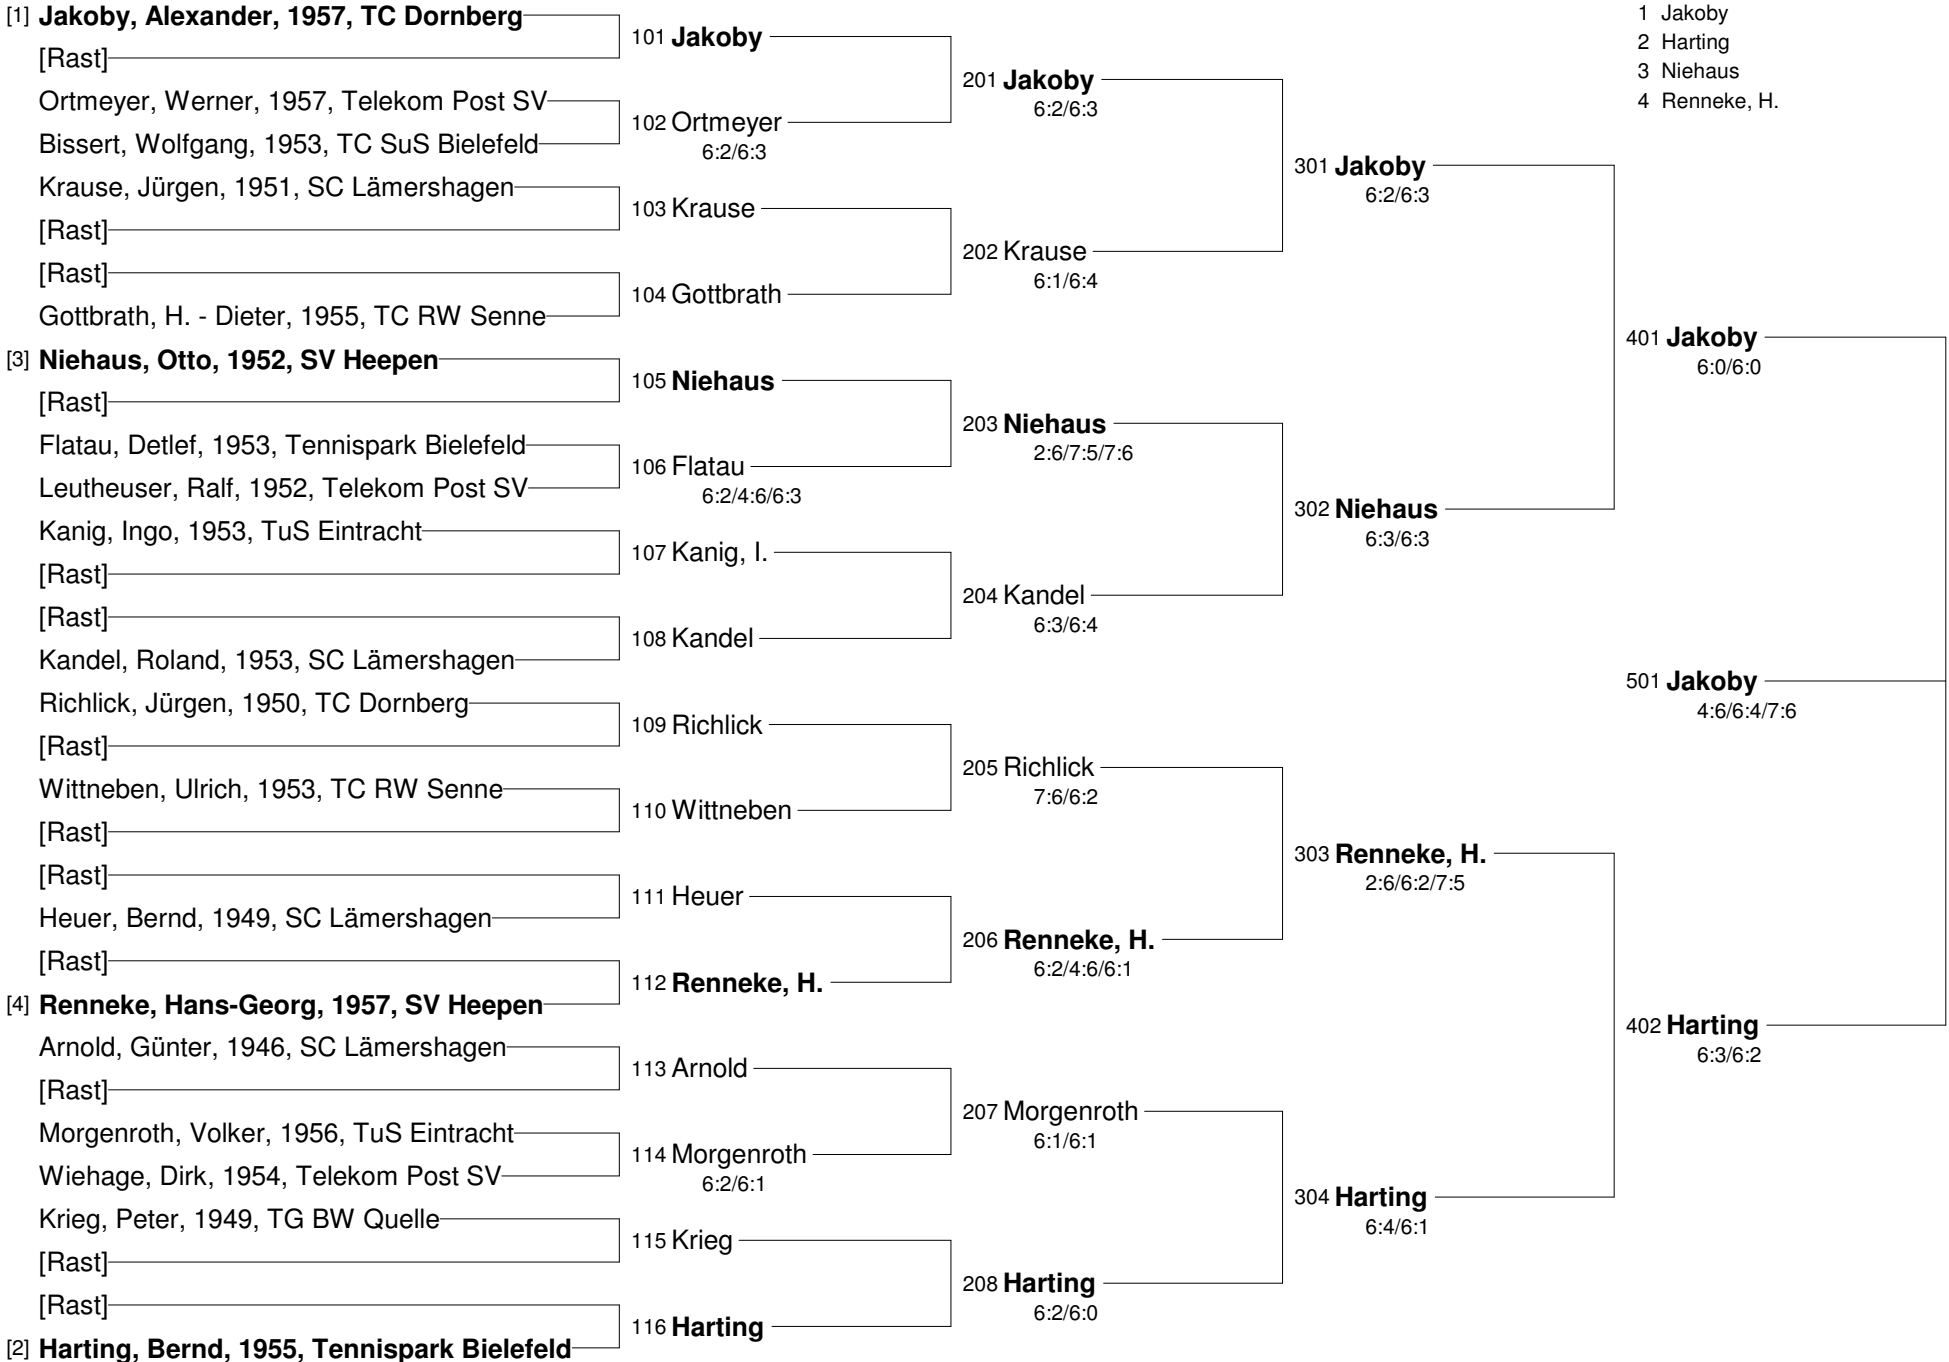 [1] Jakoby, Alexander, 1957, TC Dornberg
[Rast]
Ortmeyer, Werner, 1957, Telekom Post SV
Bissert, Wolfgang, 1953, TC SuS Bielefeld
Krause, Jürgen, 1951, SC Lämershagen
[Rast]
[Rast]
Gottbrath, H. - Dieter, 1955, TC RW Senne
[3] Niehaus, Otto, 1952, SV Heepen
[Rast]
Flatau, Detlef, 1953, Tennispark Bielefeld
Leutheuser, Ralf, 1952, Telekom Post SV
Kanig, Ingo, 1953, TuS Eintracht
[Rast]
[Rast]
Kandel, Roland, 1953, SC Lämershagen
Richlick, Jürgen, 1950, TC Dornberg
[Rast]
Wittneben, Ulrich, 1953, TC RW Senne
[Rast]
[Rast]
Heuer, Bernd, 1949, SC Lämershagen
[Rast]
[4] Renneke, Hans-Georg, 1957, SV Heepen
Arnold, Günter, 1946, SC Lämershagen
[Rast]
Morgenroth, Volker, 1956, TuS Eintracht
Wiehage, Dirk, 1954, Telekom Post SV
Krieg, Peter, 1949, TG BW Quelle
[Rast]
[Rast]
[2] Harting, Bernd, 1955, Tennispark Bielefeld
101 Jakoby
102 Ortmeyer
6:2/6:3
103 Krause
104 Gottbrath
105 Niehaus
106 Flatau
6:2/4:6/6:3
107 Kanig, I.
108 Kandel
109 Richlick
110 Wittneben
111 Heuer
112 Renneke, H.
113 Arnold
114 Morgenroth
6:2/6:1
115 Krieg
116 Harting
201 Jakoby
6:2/6:3
202 Krause
6:1/6:4
203 Niehaus
2:6/7:5/7:6
204 Kandel
6:3/6:4
205 Richlick
7:6/6:2
206 Renneke, H.
6:2/4:6/6:1
207 Morgenroth
6:1/6:1
208 Harting
6:2/6:0
301 Jakoby
6:2/6:3
302 Niehaus
6:3/6:3
303 Renneke, H.
2:6/6:2/7:5
304 Harting
6:4/6:1
401 Jakoby
6:0/6:0
501 Jakoby
4:6/6:4/7:6
402 Harting
6:3/6:2
1 Jakoby
2 Harting
3 Niehaus
4 Renneke, H.